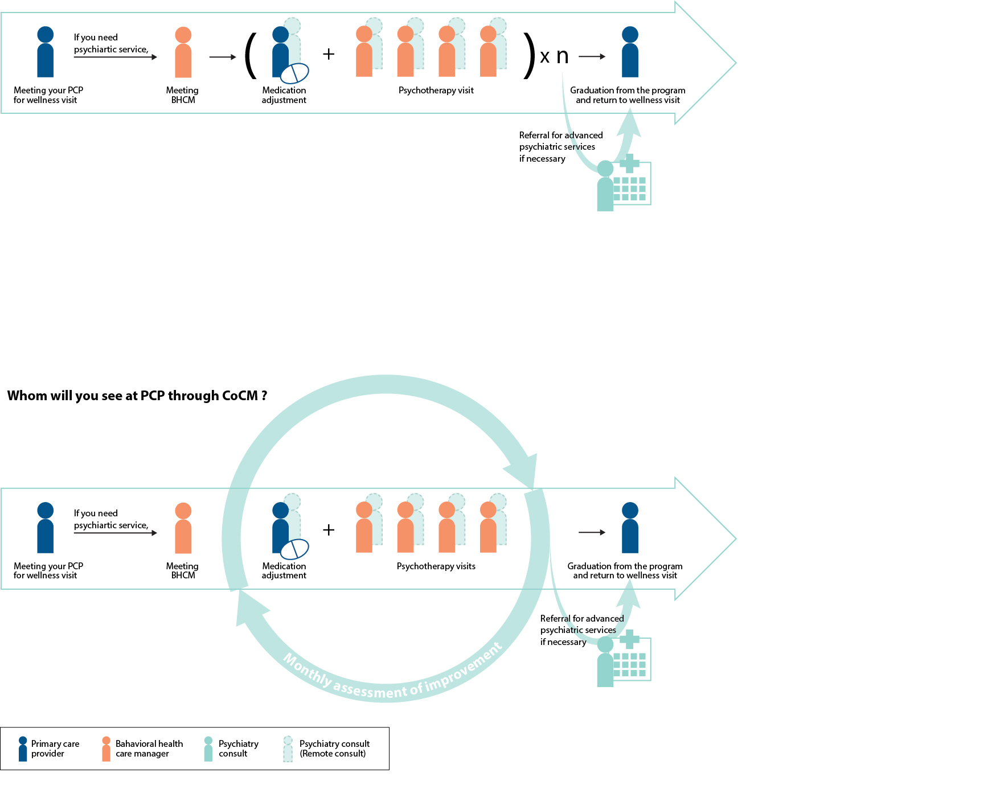 If you need
psychiartic service,
( + ) x n
Meeting your PCP
for wellness visit
Meeting
BHCM
Medication
adjustment
Psychotherapy visit
Graduation from the program
and return to wellness visit
Referral for advanced
psychiatric services
if necessary
Whom will you see at PCP through CoCM ?
If you need
psychiartic service,
+
Meeting your PCP
for wellness visit
Meeting
BHCM
Medication
adjustment
Psychotherapy visits
Graduation from the program
and return to wellness visit
Referral for advanced
psychiatric services
if necessary
Monthly assessment of improvement
Primary care
provider
Bahavioral health
care manager
Psychiatry
consult
Psychiatry consult
(Remote consult)